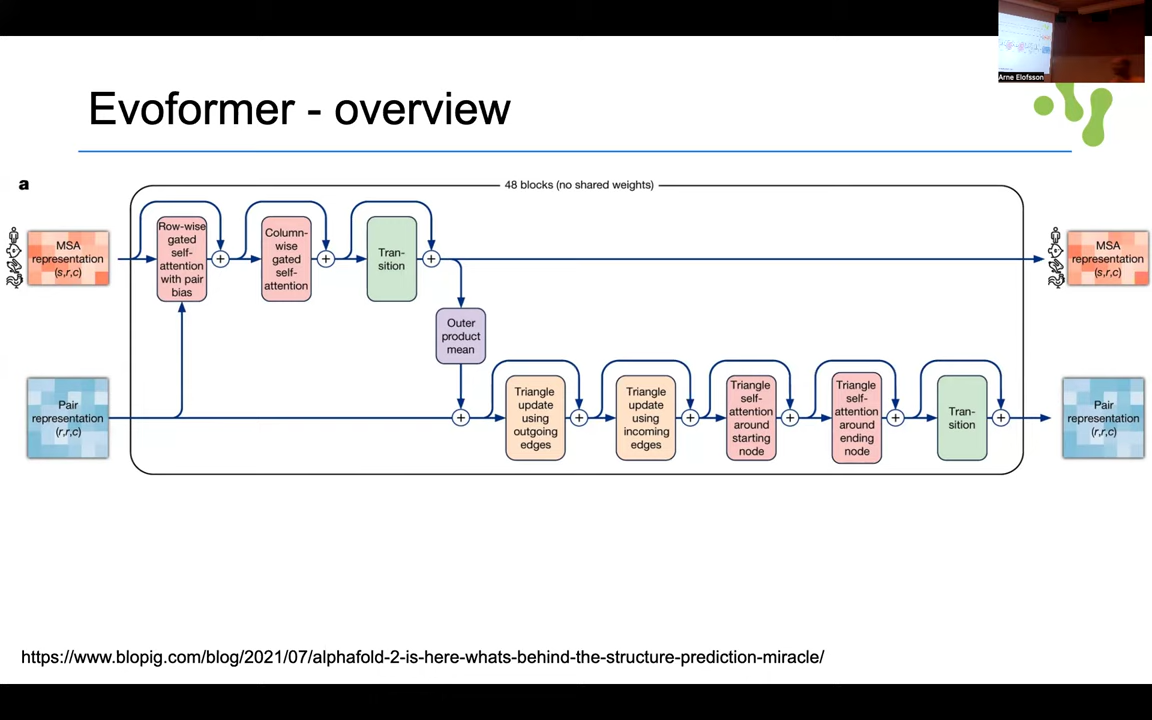 Arne Elofsson
Evoformer - overview
a
48 blocks (no shared weights)
MSA
representation
(s,r,c)
Row-wise
gated
self-
attention
with pair
bias
+
Column-
wise
gated
self-
attention
+
Tran-
sition
+
MSA
representation
(s,r,c)
Outer
product
mean
Pair
representation
(r,r,c)
+
Triangle
update
using
outgoing
edges
+
Triangle
update
using
incoming
edges
+
Triangle
self-
attention
around
starting
node
+
Triangle
self-
attention
around
ending
node
+
Tran-
sition
+
Pair
representation
(r,r,c)
https://www.blopig.com/blog/2021/07/alphafold-2-is-here-whats-behind-the-structure-prediction-miracle/